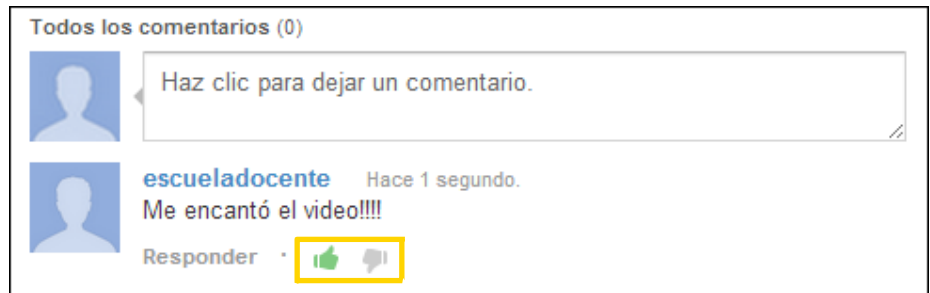 Todos los comentarios (0)
Haz clic para dejar un comentario.
escueladocente Hace 1 segundo.
Me encantó el video!!!!
Responder ·